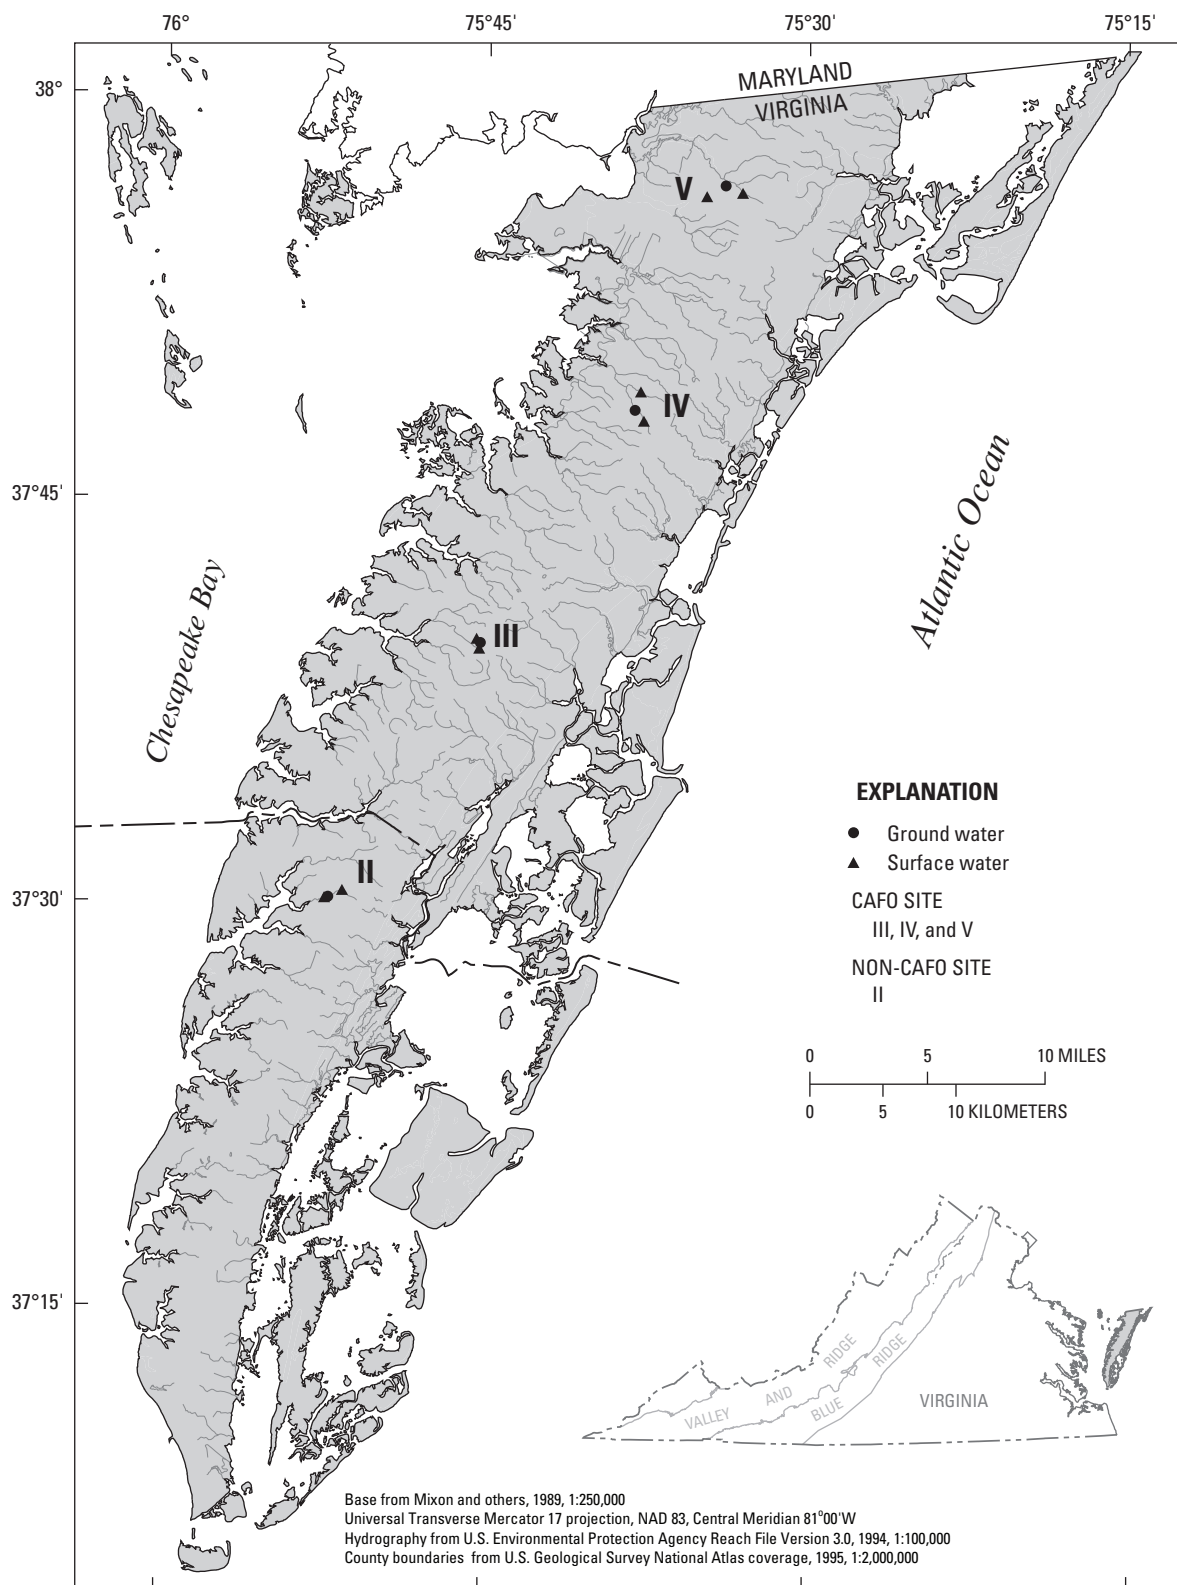 76°
75°45'
75°30'
75°15'
38°
MARYLAND
VIRGINIA
V
IV
37°45'
Atlantic Ocean
Chesapeake Bay
III
EXPLANATION
Ground water
Surface water
CAFO SITE
III, IV, and V
NON-CAFO SITE
II
II
37°30'
0 5 10 MILES
0 5 10 KILOMETERS
37°15'
VALLEY AND RIDGE
BLUE RIDGE
VIRGINIA
Base from Mixon and others, 1989, 1:250,000
Universal Transverse Mercator 17 projection, NAD 83, Central Meridian 81°00'W
Hydrography from U.S. Environmental Protection Agency Reach File Version 3.0, 1994, 1:100,000
County boundaries from U.S. Geological Survey National Atlas coverage, 1995, 1:2,000,000